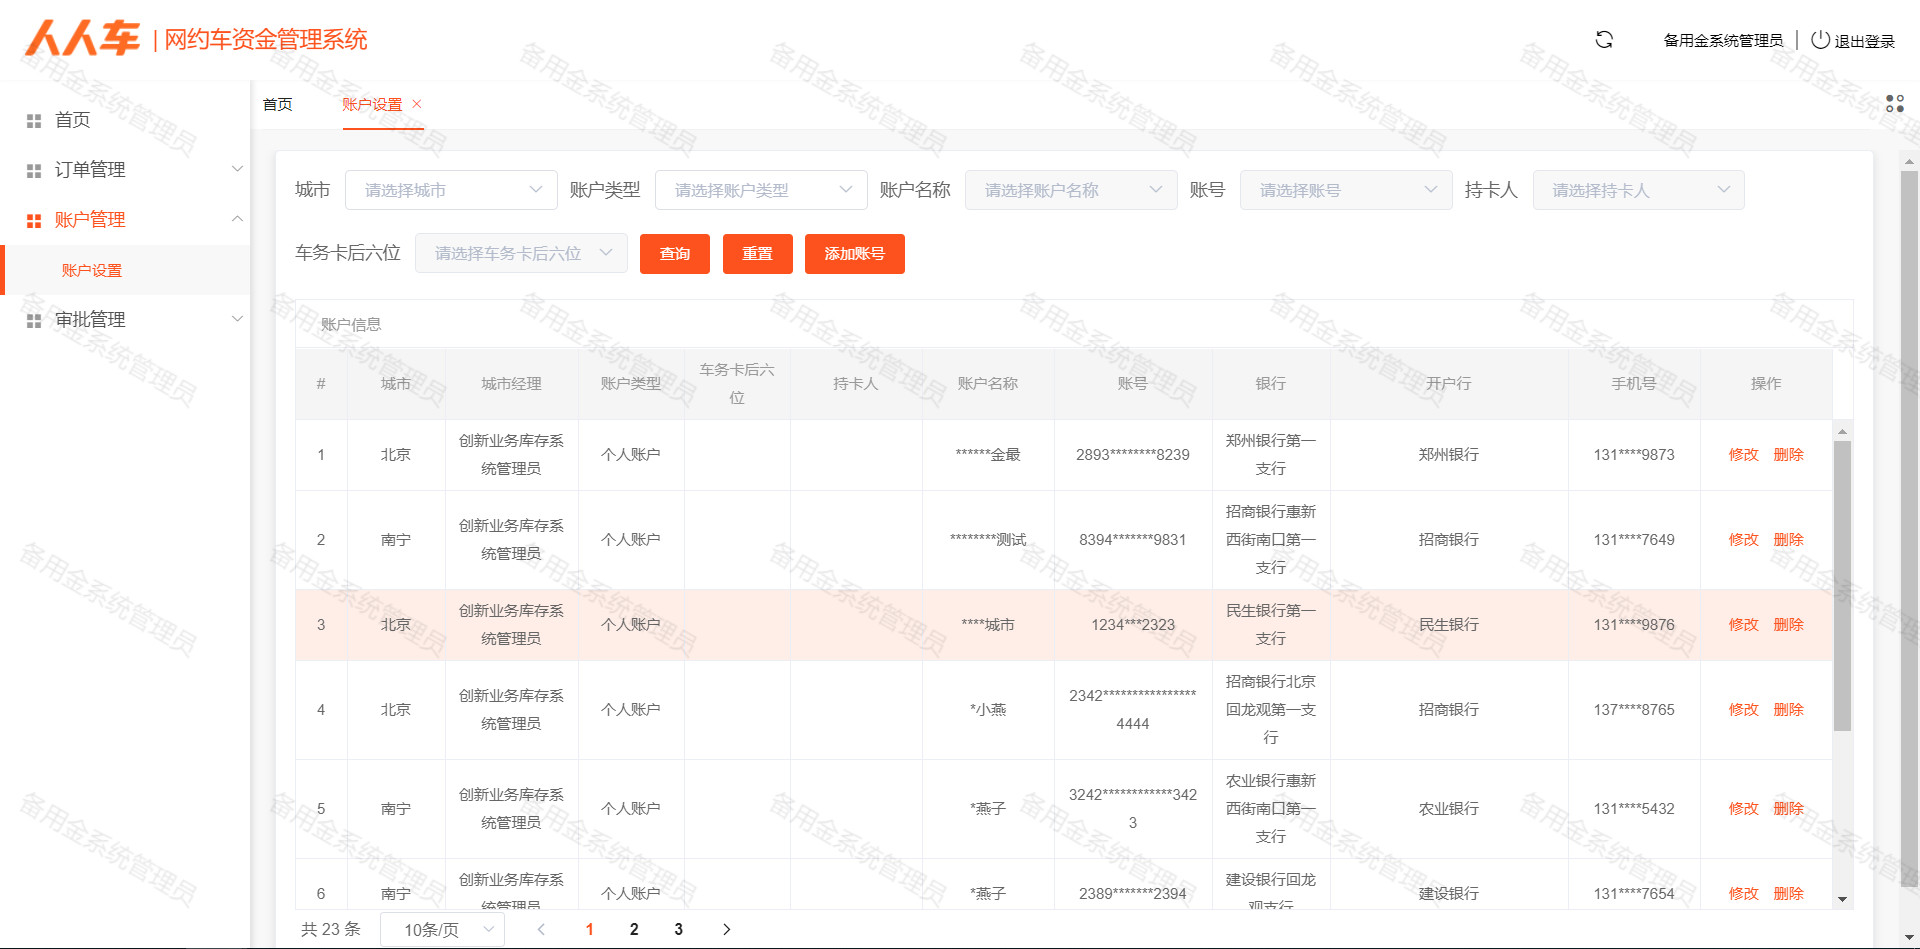 人人车 | 网约车资金管理系统
备用金系统管理员 | 退出登录
首页
订单管理
账户管理
账户设置
审批管理
首页 账户设置
城市 请选择城市 账户类型 请选择账户类型 账户名称 请选择账户名称 账号 请选择账号 持卡人 请选择持卡人
车务卡后六位 请选择车务卡后六位 查询 重置 添加账号
账户信息
# 城市 城市经理 账户类型 车务卡后六位 持卡人 账户名称 账号 银行 开户行 手机号 操作
1 北京 创新业务库存系统管理员 个人账户 ******金最 2893********8239 郑州银行第一支行 郑州银行 131****9873 修改 删除
2 南宁 创新业务库存系统管理员 个人账户 ********测试 8394*******9831 招商银行惠新西街南口第一支行 招商银行 131****7649 修改 删除
3 北京 创新业务库存系统管理员 个人账户 ****城市 1234***2323 民生银行第一支行 民生银行 131****9876 修改 删除
4 北京 创新业务库存系统管理员 个人账户 *小燕 2342*****************4444 招商银行北京回龙观第一支行 招商银行 137****8765 修改 删除
5 南宁 创新业务库存系统管理员 个人账户 *燕子 3242************3423 农业银行惠新西街南口第一支行 农业银行 131****5432 修改 删除
6 南宁 创新业务库存系统管理员 个人账户 *燕子 2389*******2394 建设银行回龙观支行 建设银行 131****7654 修改 删除
共 23 条 10条/页 1 2 3
备用金系统管理员